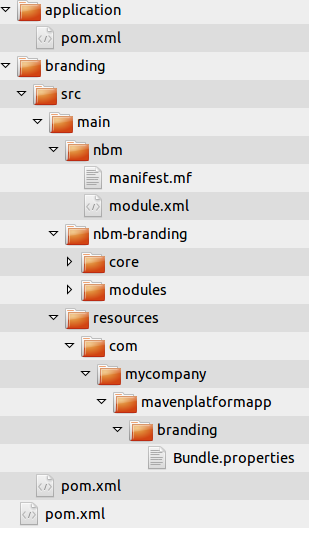 application
pom.xml
branding
src
main
nbm
manifest.mf
module.xml
nbm-branding
core
modules
resources
com
mycompany
mavenplatformapp
branding
Bundle.properties
pom.xml
pom.xml